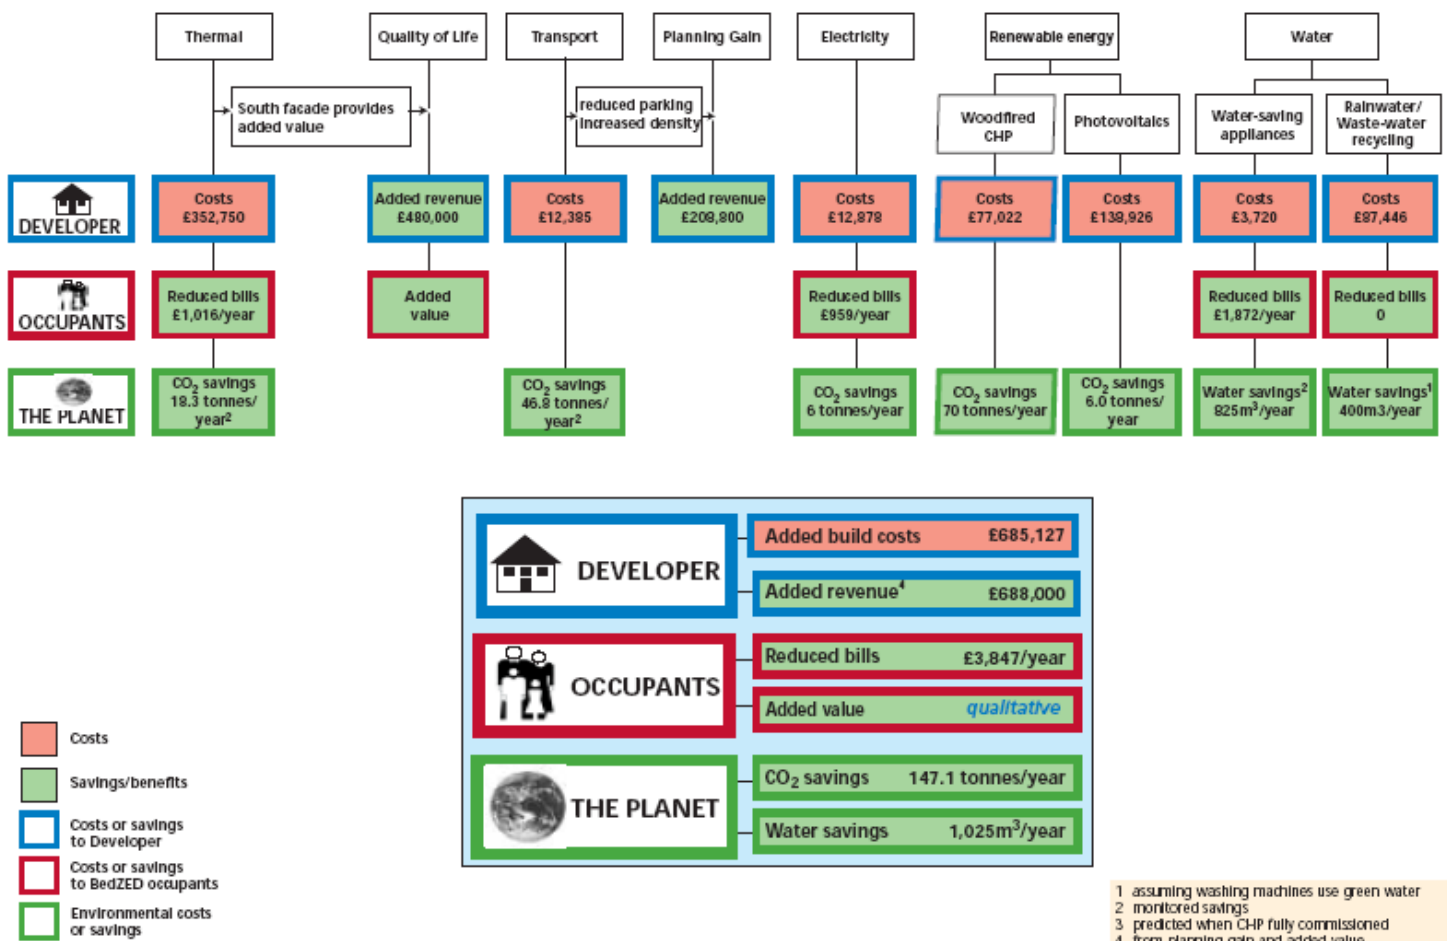 Thermal
Quality of Life
Transport
Planning Gain
Electricity
Renewable energy
Water
South facade provides
added value
reduced parking
increased density
Woodfired
CHP
Photovoltaics
Water-saving
appliances
Rainwater/
Waste-water
recycling
DEVELOPER
Costs
£352,750
Added revenue
£480,000
Costs
£12,385
Added revenue
£208,800
Costs
£12,878
Costs
£77,022
Costs
£138,926
Costs
£3,720
Costs
£87,446
OCCUPANTS
Reduced bills
£1,016/year
Added
value
Reduced bills
£959/year
Reduced bills
£1,872/year
Reduced bills
0
THE PLANET
CO2 savings
18.3 tonnes/
year2
CO2 savings
46.8 tonnes/
year2
CO2 savings
6 tonnes/year
CO2 savings
70 tonnes/year
CO2 savings
6.0 tonnes/
year
Water savings2
825m3/year
Water savings1
400m3/year
DEVELOPER
Added build costs £685,127
Added revenue4 £688,000
OCCUPANTS
Reduced bills £3,847/year
Added value qualitative
THE PLANET
CO2 savings 147.1 tonnes/year
Water savings 1,025m3/year
Costs
Savings/benefits
Costs or savings
to Developer
Costs or savings
to BedZED occupants
Environmental costs
or savings
1 assuming washing machines use green water
2 monitored savings
3 predicted when CHP fully commissioned
4 from planning gain and added value